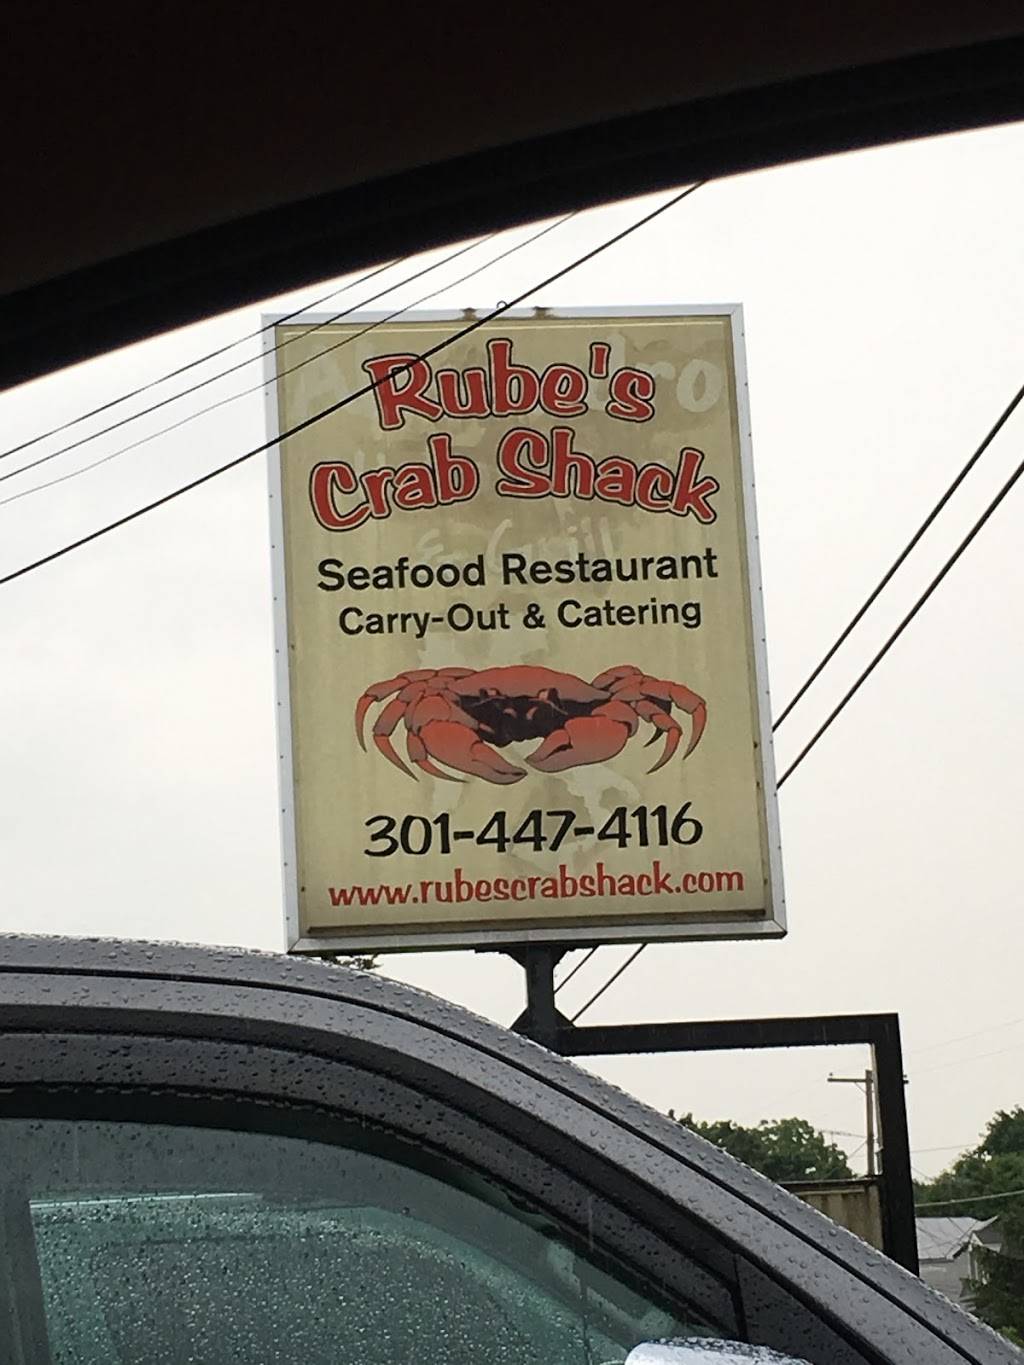 Rube's
Crab Shack
Seafood Restaurant
Carry-Out & Catering
301-447-4116
www.rubescrabshack.com